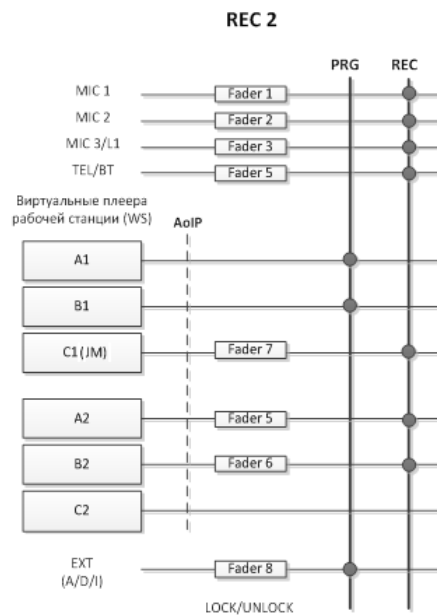 REC 2
PRG REC
MIC 1 Fader 1
MIC 2 Fader 2
MIC 3/L1 Fader 3
TEL/BT Fader 5
Виртуальные плеера
рабочей станции (WS) AoIP
A1
B1
C1(JM) Fader 7
A2 Fader 5
B2 Fader 6
C2
EXT
(A/D/I) Fader 8
LOCK/UNLOCK